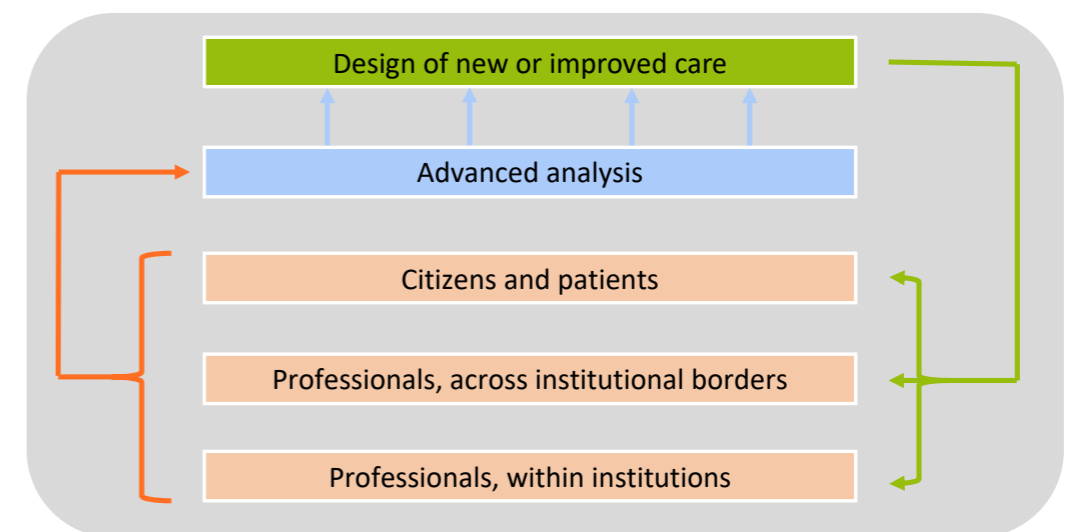 Design of new or improved care
Advanced analysis
Citizens and patients
Professionals, across institutional borders
Professionals, within institutions